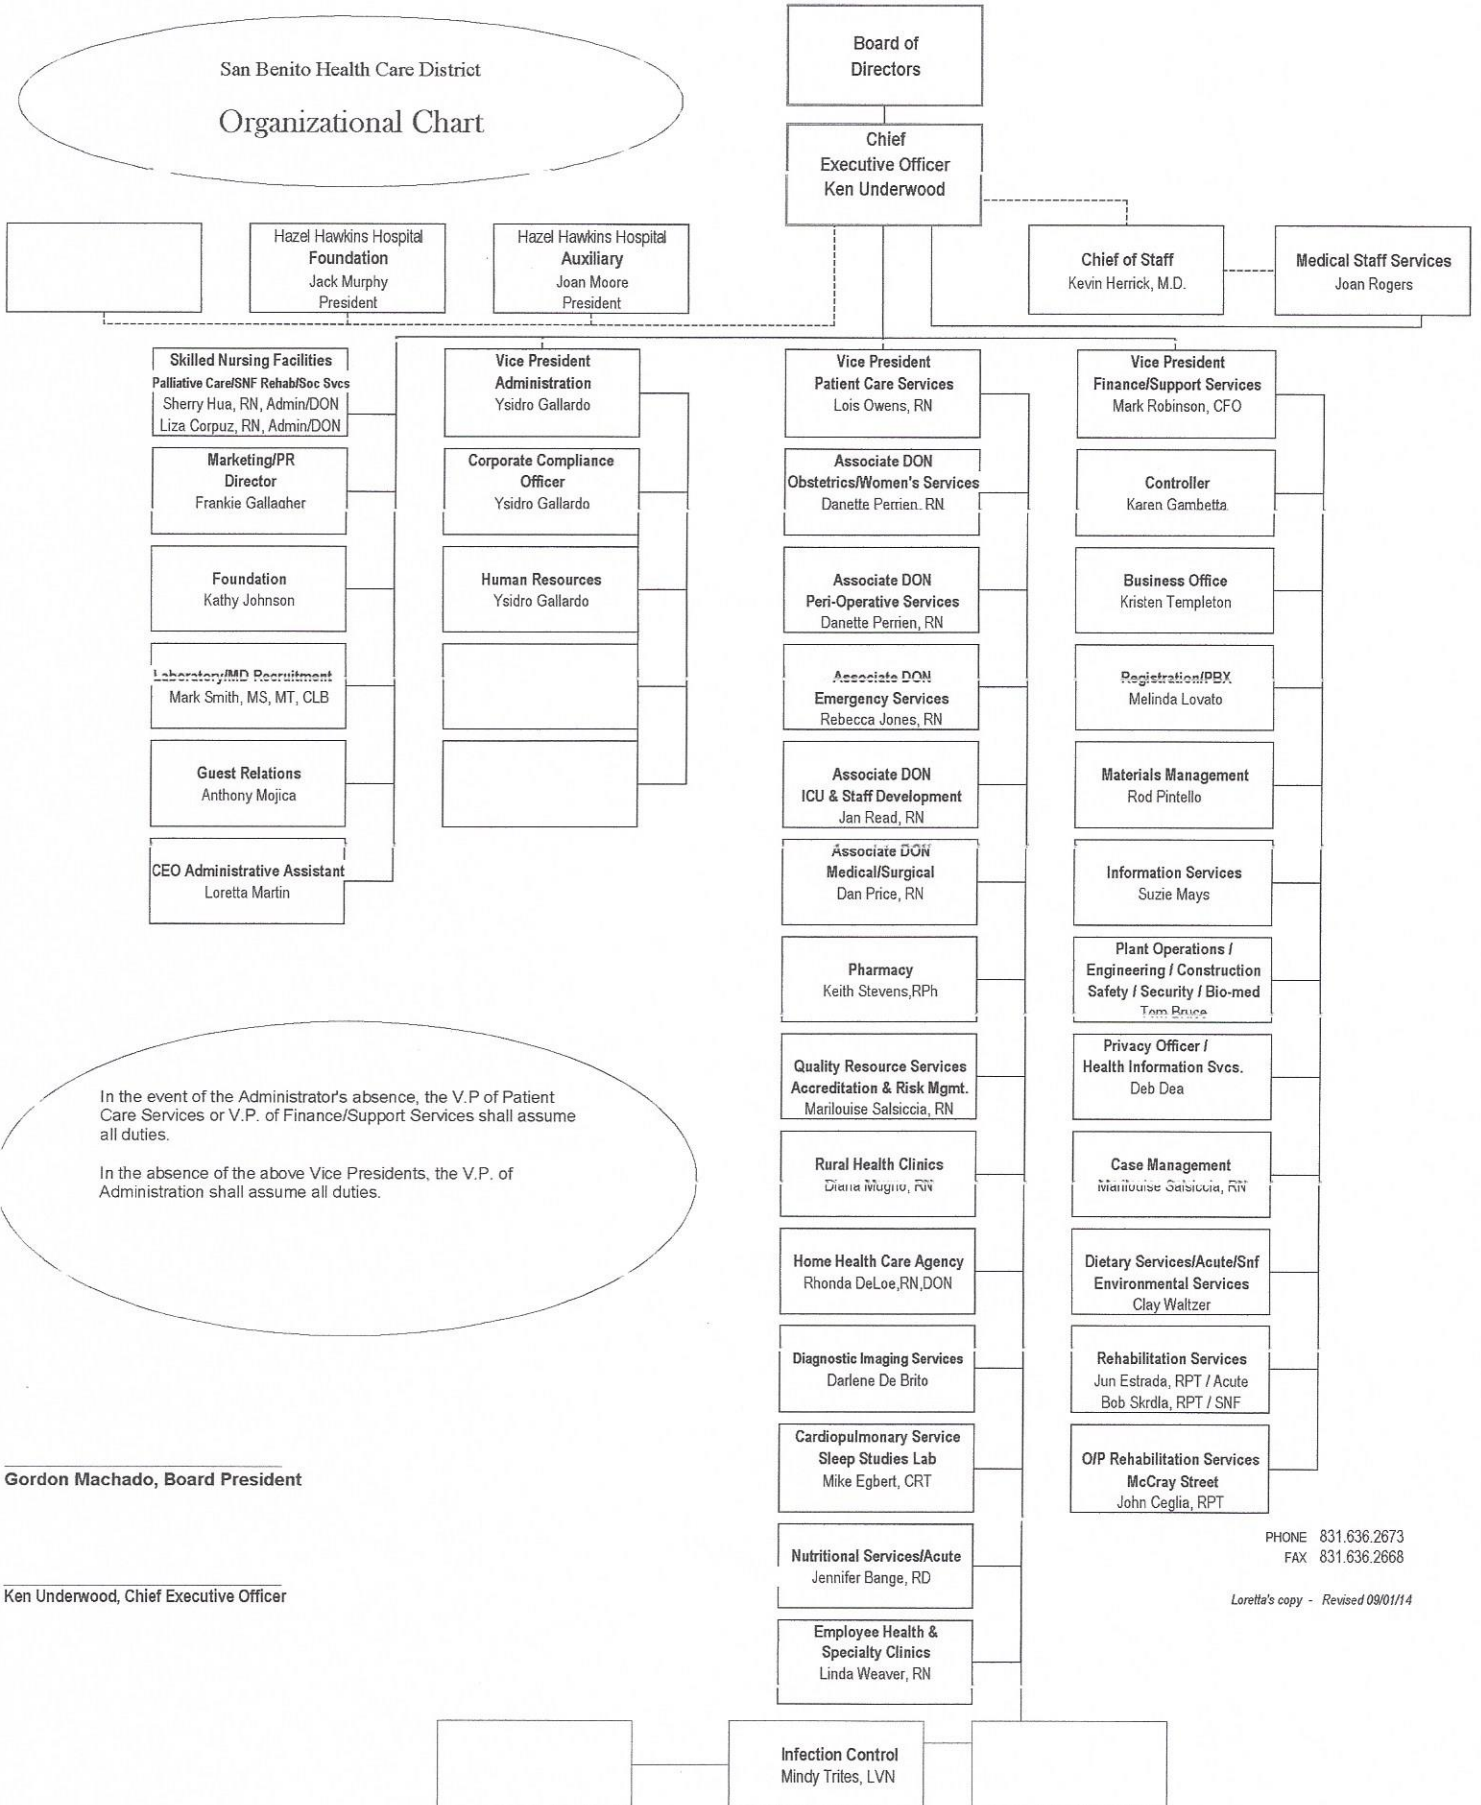 San Benito Health Care District
Organizational Chart
Board of
Directors
Chief
Executive Officer
Ken Underwood
Hazel Hawkins Hospital
Foundation
Jack Murphy
President
Hazel Hawkins Hospital
Auxiliary
Joan Moore
President
Chief of Staff
Kevin Herrick, M.D.
Medical Staff Services
Joan Rogers
Skilled Nursing Facilities
Palliative Care/SNF Rehab/Soc Svcs
Sherry Hua, RN, Admin/DON
Liza Corpuz, RN, Admin/DON
Marketing/PR
Director
Frankie Gallagher
Foundation
Kathy Johnson
Laboratory/MD Recruitment
Mark Smith, MS, MT, CLB
Guest Relations
Anthony Mojica
CEO Administrative Assistant
Loretta Martin
Vice President
Administration
Ysidro Gallardo
Corporate Compliance
Officer
Ysidro Gallardo
Human Resources
Ysidro Gallardo
Vice President
Patient Care Services
Lois Owens, RN
Associate DON
Obstetrics/Women's Services
Danette Perrien, RN
Associate DON
Peri-Operative Services
Danette Perrien, RN
Associate DON
Emergency Services
Rebecca Jones, RN
Associate DON
ICU & Staff Development
Jan Read, RN
Associate DON
Medical/Surgical
Dan Price, RN
Pharmacy
Keith Stevens,RPh
Quality Resource Services
Accreditation & Risk Mgmt.
Marilouise Salsiccia, RN
Rural Health Clinics
Diana Mugno, RN
Home Health Care Agency
Rhonda DeLoe,RN,DON
Diagnostic Imaging Services
Darlene De Brito
Cardiopulmonary Service
Sleep Studies Lab
Mike Egbert, CRT
Nutritional Services/Acute
Jennifer Bange, RD
Employee Health &
Specialty Clinics
Linda Weaver, RN
Infection Control
Mindy Trites, LVN
Vice President
Finance/Support Services
Mark Robinson, CFO
Controller
Karen Gambetta
Business Office
Kristen Templeton
Registration/PBX
Melinda Lovato
Materials Management
Rod Pintello
Information Services
Suzie Mays
Plant Operations /
Engineering / Construction
Safety / Security / Bio-med
Tom Bruce
Privacy Officer /
Health Information Svcs.
Deb Dea
Case Management
Marilouise Salsiccia, RN
Dietary Services/Acute/Snf
Environmental Services
Clay Waltzer
Rehabilitation Services
Jun Estrada, RPT / Acute
Bob Skrdla, RPT / SNF
O/P Rehabilitation Services
McCray Street
John Ceglia, RPT
In the event of the Administrator's absence, the V.P of Patient
Care Services or V.P. of Finance/Support Services shall assume
all duties.
In the absence of the above Vice Presidents, the V.P. of
Administration shall assume all duties.
Gordon Machado, Board President
Ken Underwood, Chief Executive Officer
PHONE 831.636.2673
FAX 831.636.2668
Loretta's copy - Revised 09/01/14